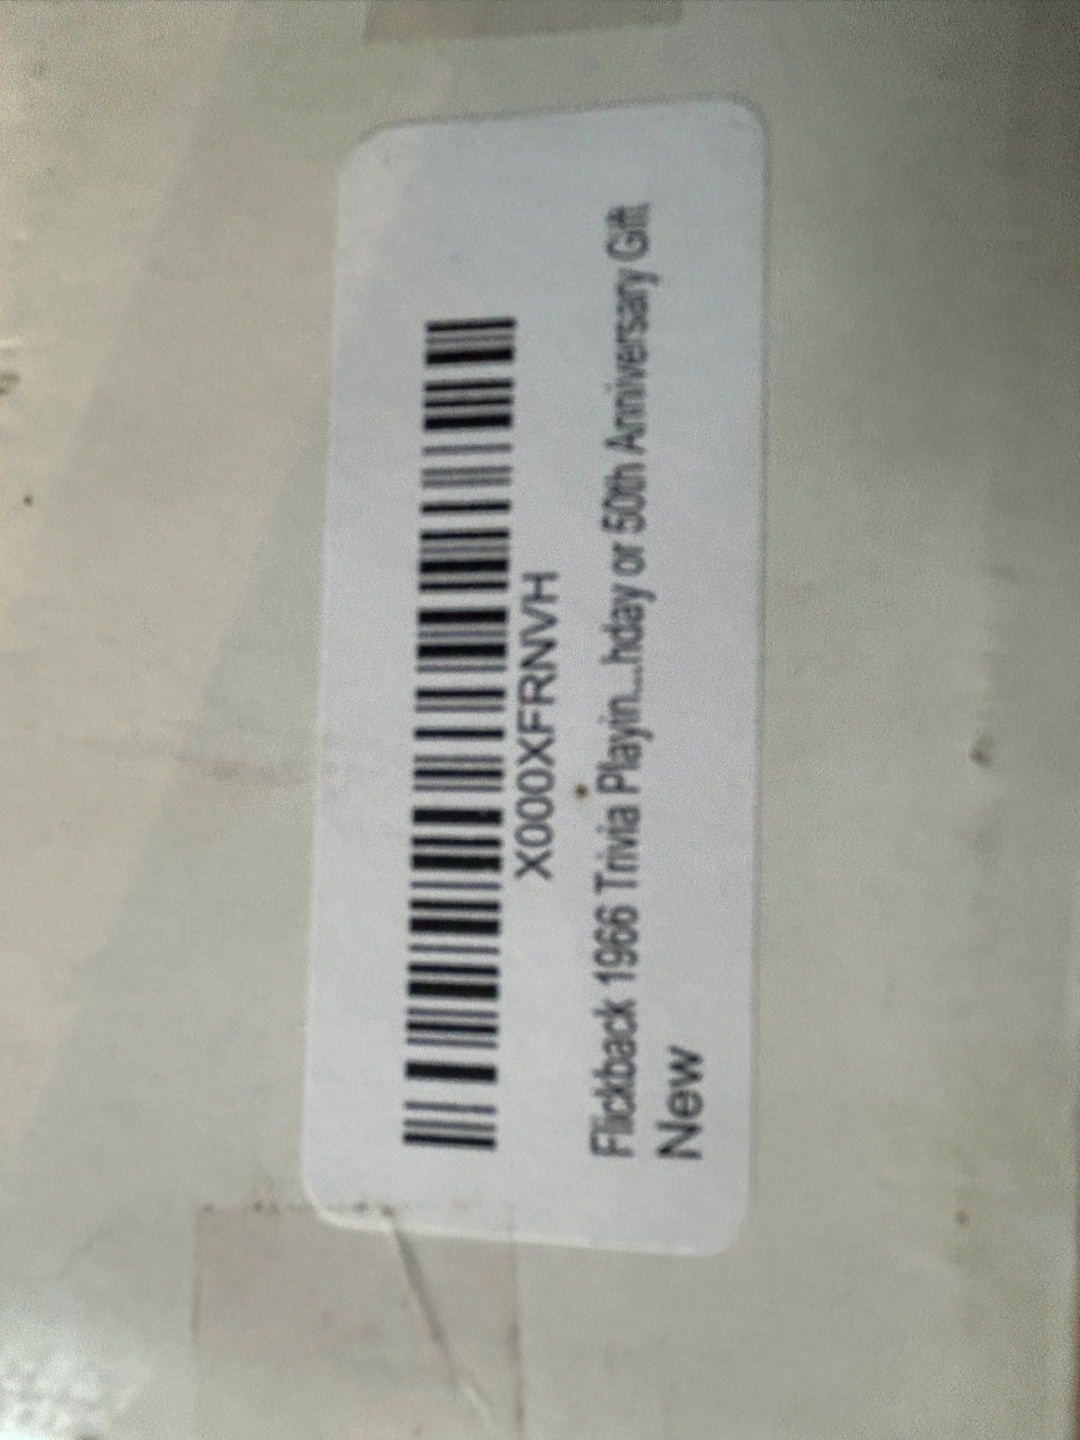 X000XFRNVH
Flickback 1966 Trivia Playin...hday or 50th Anniversary Gift
New